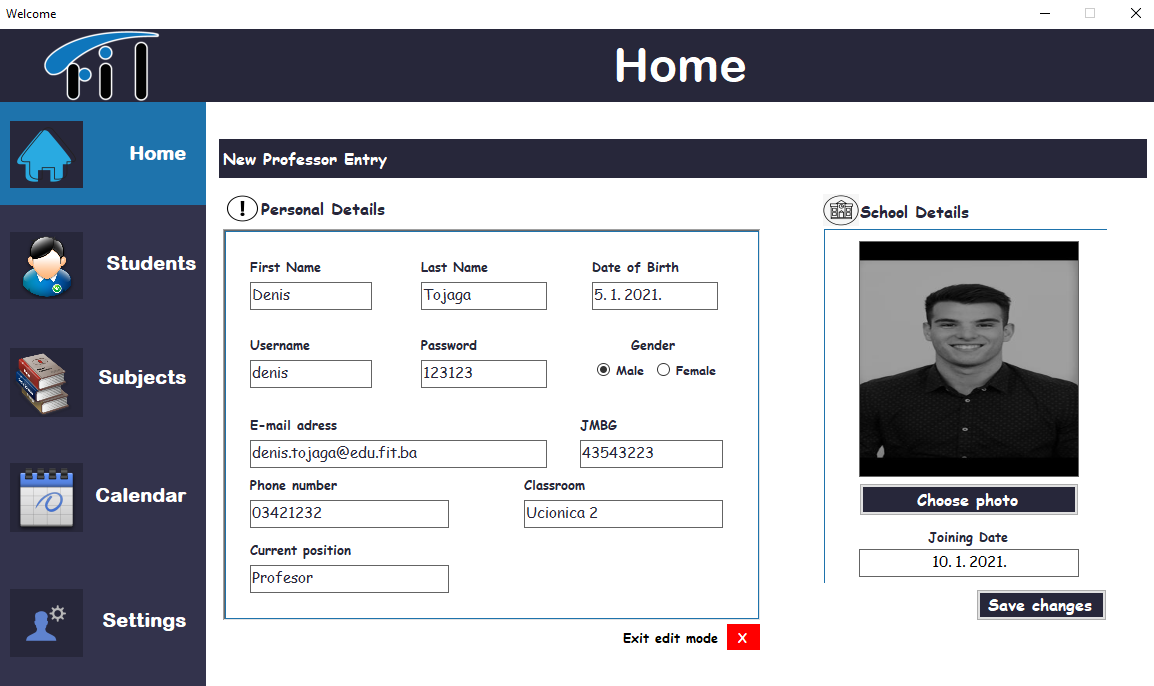 Welcome
FIT
Home
Home
Students
Subjects
Calendar
Settings
New Professor Entry
! Personal Details
First Name Last Name Date of Birth
Denis Tojaga 5. 1. 2021.
Username Password Gender
denis 123123 Male Female
E-mail adress JMBG
denis.tojaga@edu.fit.ba 43543223
Phone number Classroom
03421232 Ucionica 2
Current position
Profesor
Exit edit mode X
School Details
Choose photo
Joining Date
10. 1. 2021.
Save changes